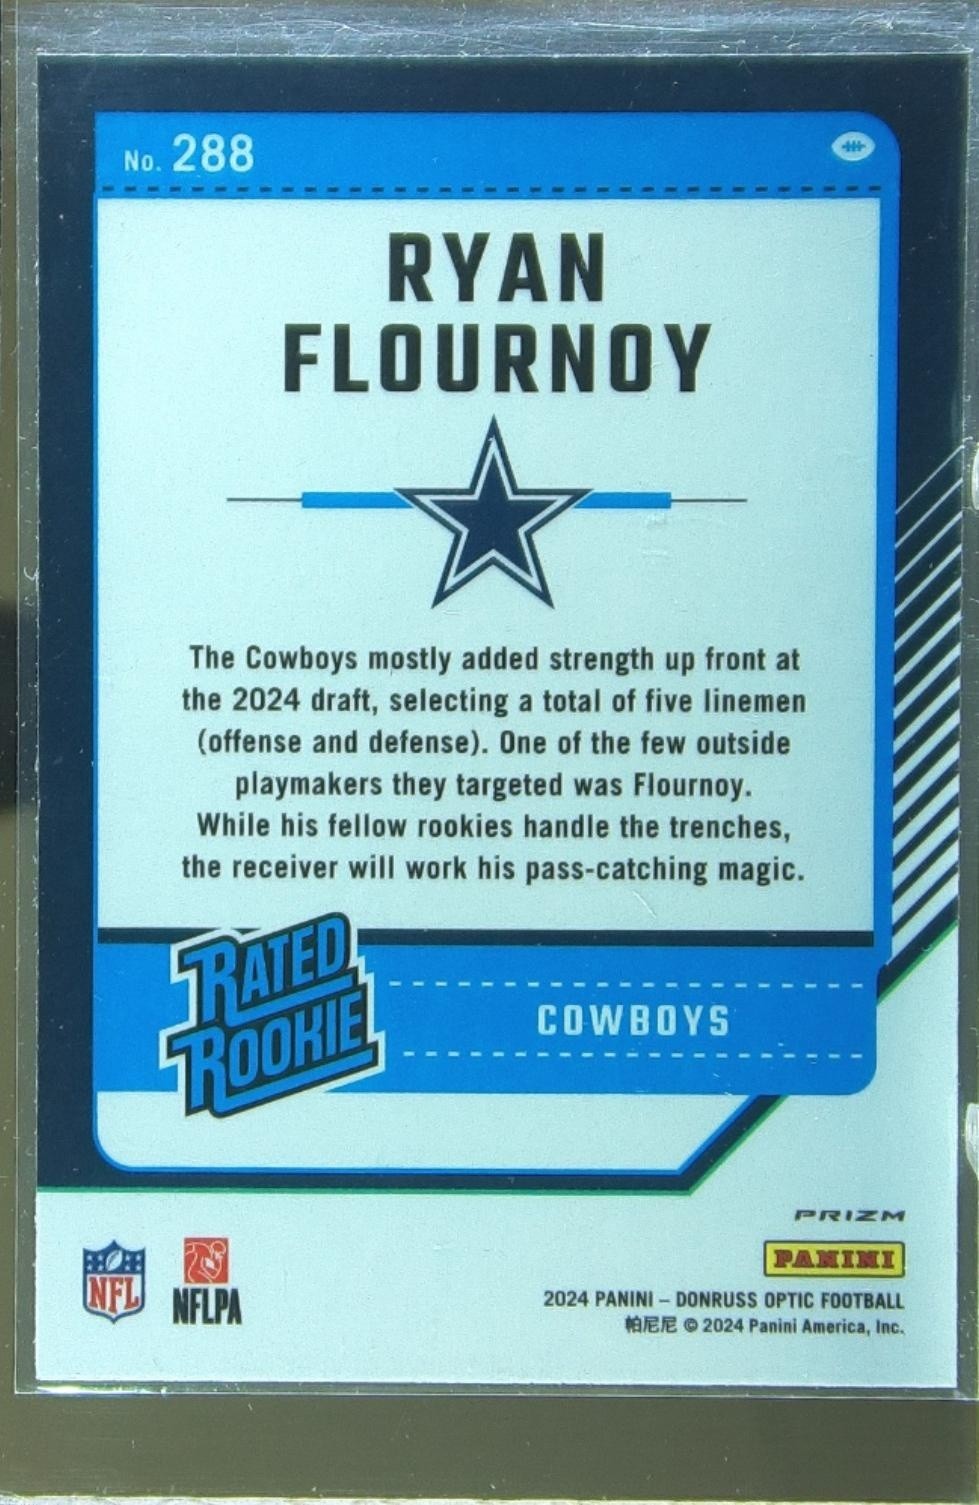 No. 288
RYAN
FLOURNOY
The Cowboys mostly added strength up front at
the 2024 draft, selecting a total of five linemen
(offense and defense). One of the few outside
playmakers they targeted was Flournoy.
While his fellow rookies handle the trenches,
the receiver will work his pass-catching magic.
RATED
ROOKIE
COWBOYS
PRIZM
PANINI
NFL
NFLPA
2024 PANINI – DONRUSS OPTIC FOOTBALL
帕尼尼 © 2024 Panini America, Inc.